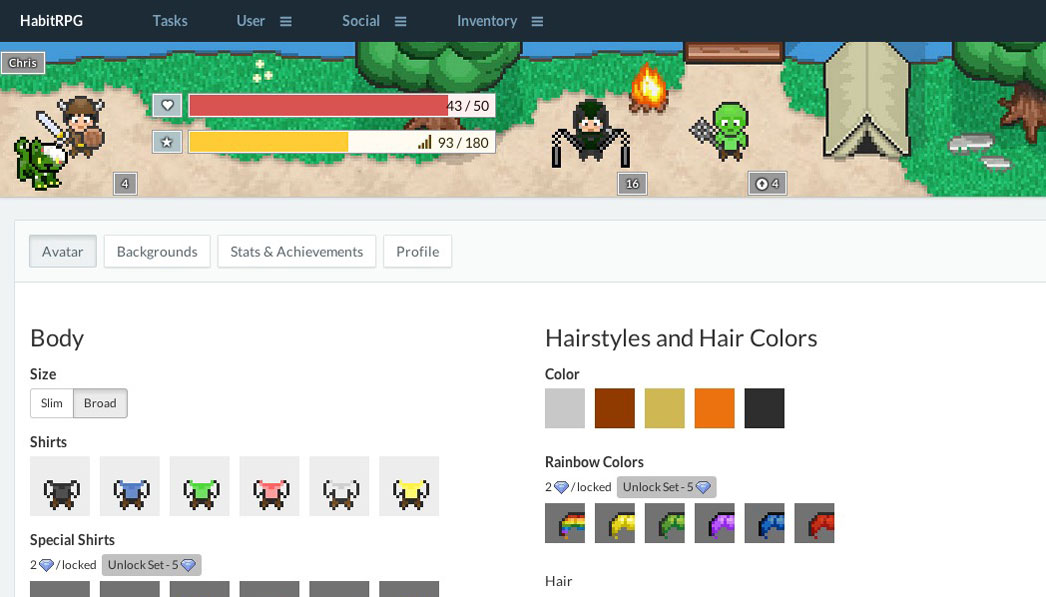 HabitRPG Tasks User Social Inventory
Chris
43 / 50
93 / 180
4 16 4
Avatar Backgrounds Stats & Achievements Profile
Body
Size
Slim Broad
Shirts
Special Shirts
2 / locked Unlock Set - 5
Hairstyles and Hair Colors
Color
Rainbow Colors
2 / locked Unlock Set - 5
Hair